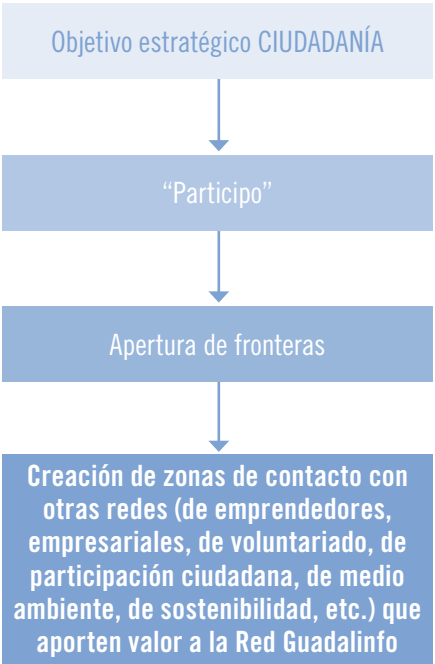 Objetivo estratégico CIUDADANÍA
“Participo”
Apertura de fronteras
Creación de zonas de contacto con
otras redes (de emprendedores,
empresariales, de voluntariado, de
participación ciudadana, de medio
ambiente, de sostenibilidad, etc.) que
aporten valor a la Red Guadalinfo